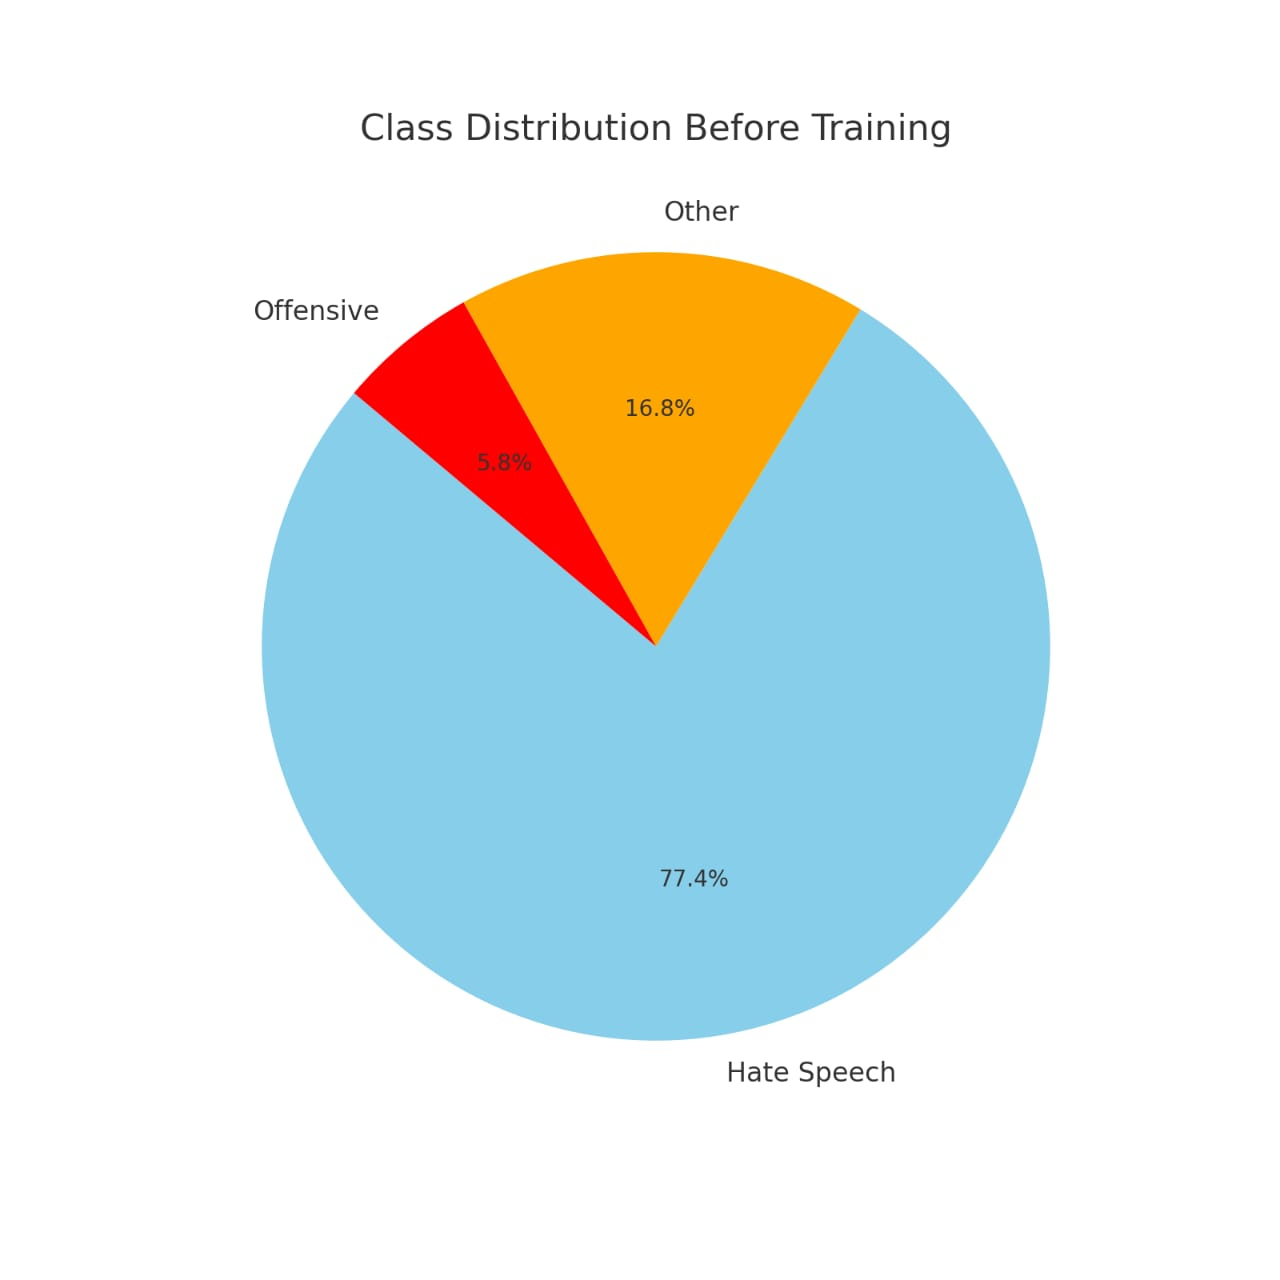 Class Distribution Before Training
Other
Offensive
16.8%
5.8%
77.4%
Hate Speech